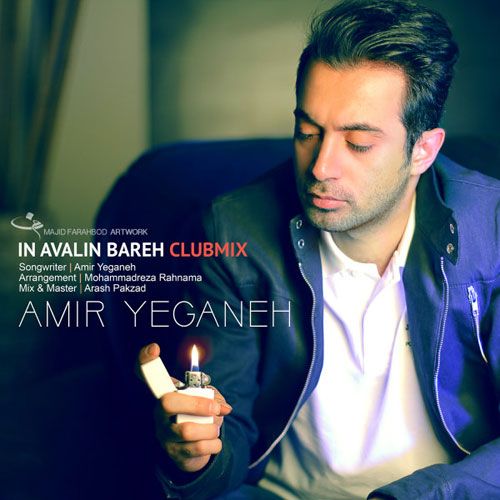 MAJID FARAHBOD ARTWORK
IN AVALIN BAREH CLUBMIX
Songwriter | Amir Yeganeh
Arrangement | Mohammadreza Rahnama
Mix & Master | Arash Pakzad
AMIR YEGANEH